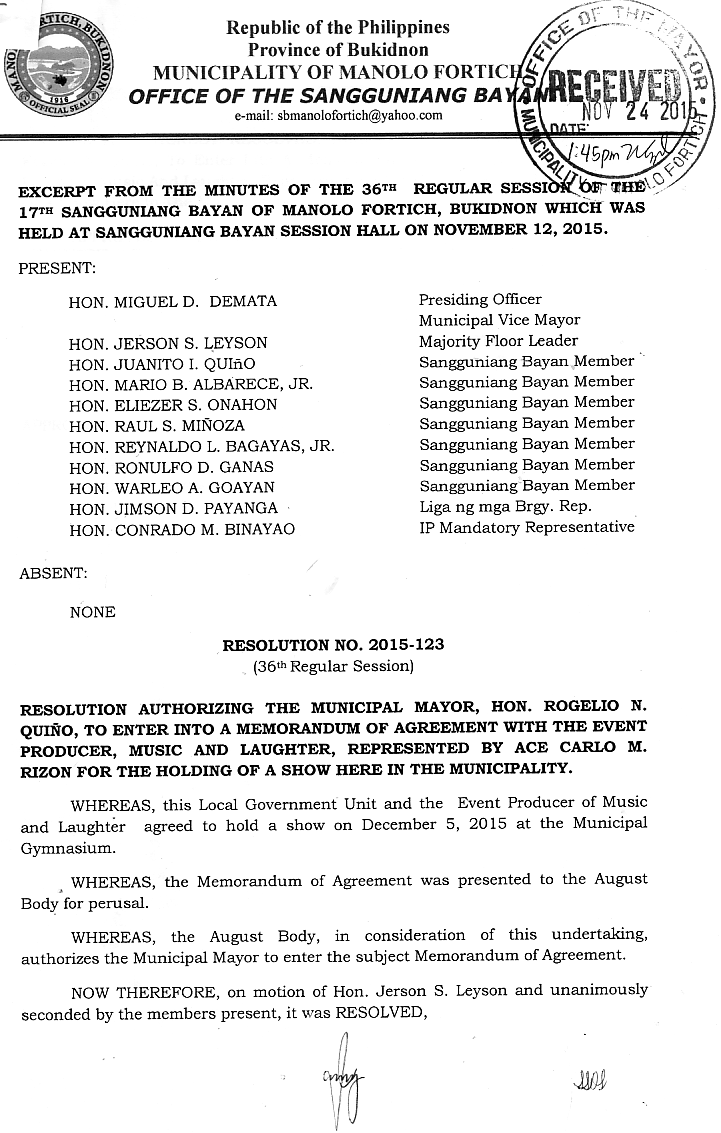 Republic of the Philippines
Province of Bukidnon
MUNICIPALITY OF MANOLO FORTICH
OFFICE OF THE SANGGUNIANG BAYAN
e-mail: sbmanolofortich@yahoo.com
OFFICE OF THE MAYOR
RECEIVED
NOV 24 2015
DATE:
1:45pm
MUNICIPALITY OF MANOLO FORTICH
BUKIDNON
1916
OFFICIAL SEAL
EXCERPT FROM THE MINUTES OF THE 36TH REGULAR SESSION OF THE
17TH SANGGUNIANG BAYAN OF MANOLO FORTICH, BUKIDNON WHICH WAS
HELD AT SANGGUNIANG BAYAN SESSION HALL ON NOVEMBER 12, 2015.
PRESENT:
HON. MIGUEL D. DEMATA Presiding Officer
Municipal Vice Mayor
HON. JERSON S. LEYSON Majority Floor Leader
HON. JUANITO I. QUIñO Sangguniang Bayan Member
HON. MARIO B. ALBARECE, JR. Sangguniang Bayan Member
HON. ELIEZER S. ONAHON Sangguniang Bayan Member
HON. RAUL S. MIÑOZA Sangguniang Bayan Member
HON. REYNALDO L. BAGAYAS, JR. Sangguniang Bayan Member
HON. RONULFO D. GANAS Sangguniang Bayan Member
HON. WARLEO A. GOAYAN Sangguniang Bayan Member
HON. JIMSON D. PAYANGA Liga ng mga Brgy. Rep.
HON. CONRADO M. BINAYAO IP Mandatory Representative
ABSENT:
NONE
RESOLUTION NO. 2015-123
(36th Regular Session)
RESOLUTION AUTHORIZING THE MUNICIPAL MAYOR, HON. ROGELIO N.
QUIÑO, TO ENTER INTO A MEMORANDUM OF AGREEMENT WITH THE EVENT
PRODUCER, MUSIC AND LAUGHTER, REPRESENTED BY ACE CARLO M.
RIZON FOR THE HOLDING OF A SHOW HERE IN THE MUNICIPALITY.
WHEREAS, this Local Government Unit and the Event Producer of Music
and Laughter agreed to hold a show on December 5, 2015 at the Municipal
Gymnasium.
WHEREAS, the Memorandum of Agreement was presented to the August
Body for perusal.
WHEREAS, the August Body, in consideration of this undertaking,
authorizes the Municipal Mayor to enter the subject Memorandum of Agreement.
NOW THEREFORE, on motion of Hon. Jerson S. Leyson and unanimously
seconded by the members present, it was RESOLVED,